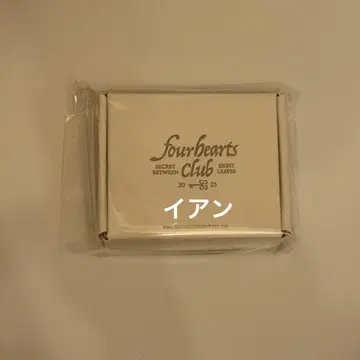 fourhearts
Club
SECRET BETWEEN EIGHT LEAVES
20 25
イアン